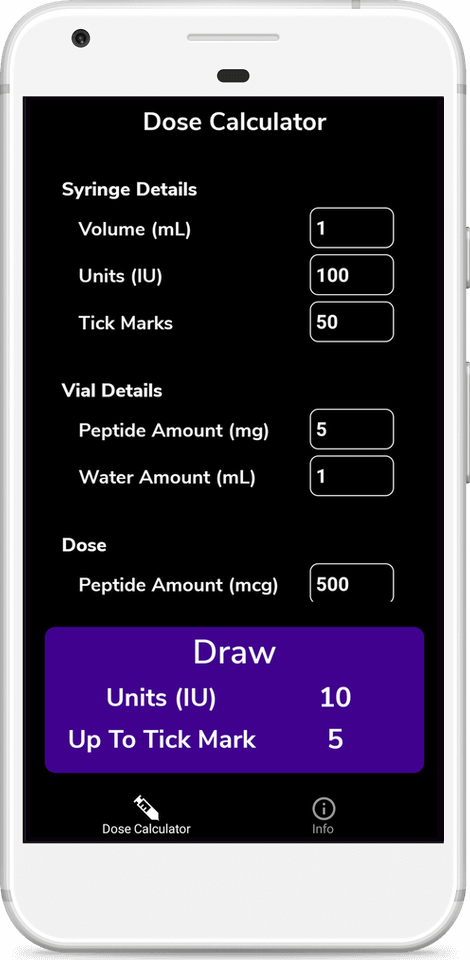 Dose Calculator
Syringe Details
Volume (mL) 1
Units (IU) 100
Tick Marks 50
Vial Details
Peptide Amount (mg) 5
Water Amount (mL) 1
Dose
Peptide Amount (mcg) 500
Draw
Units (IU) 10
Up To Tick Mark 5
Dose Calculator Info